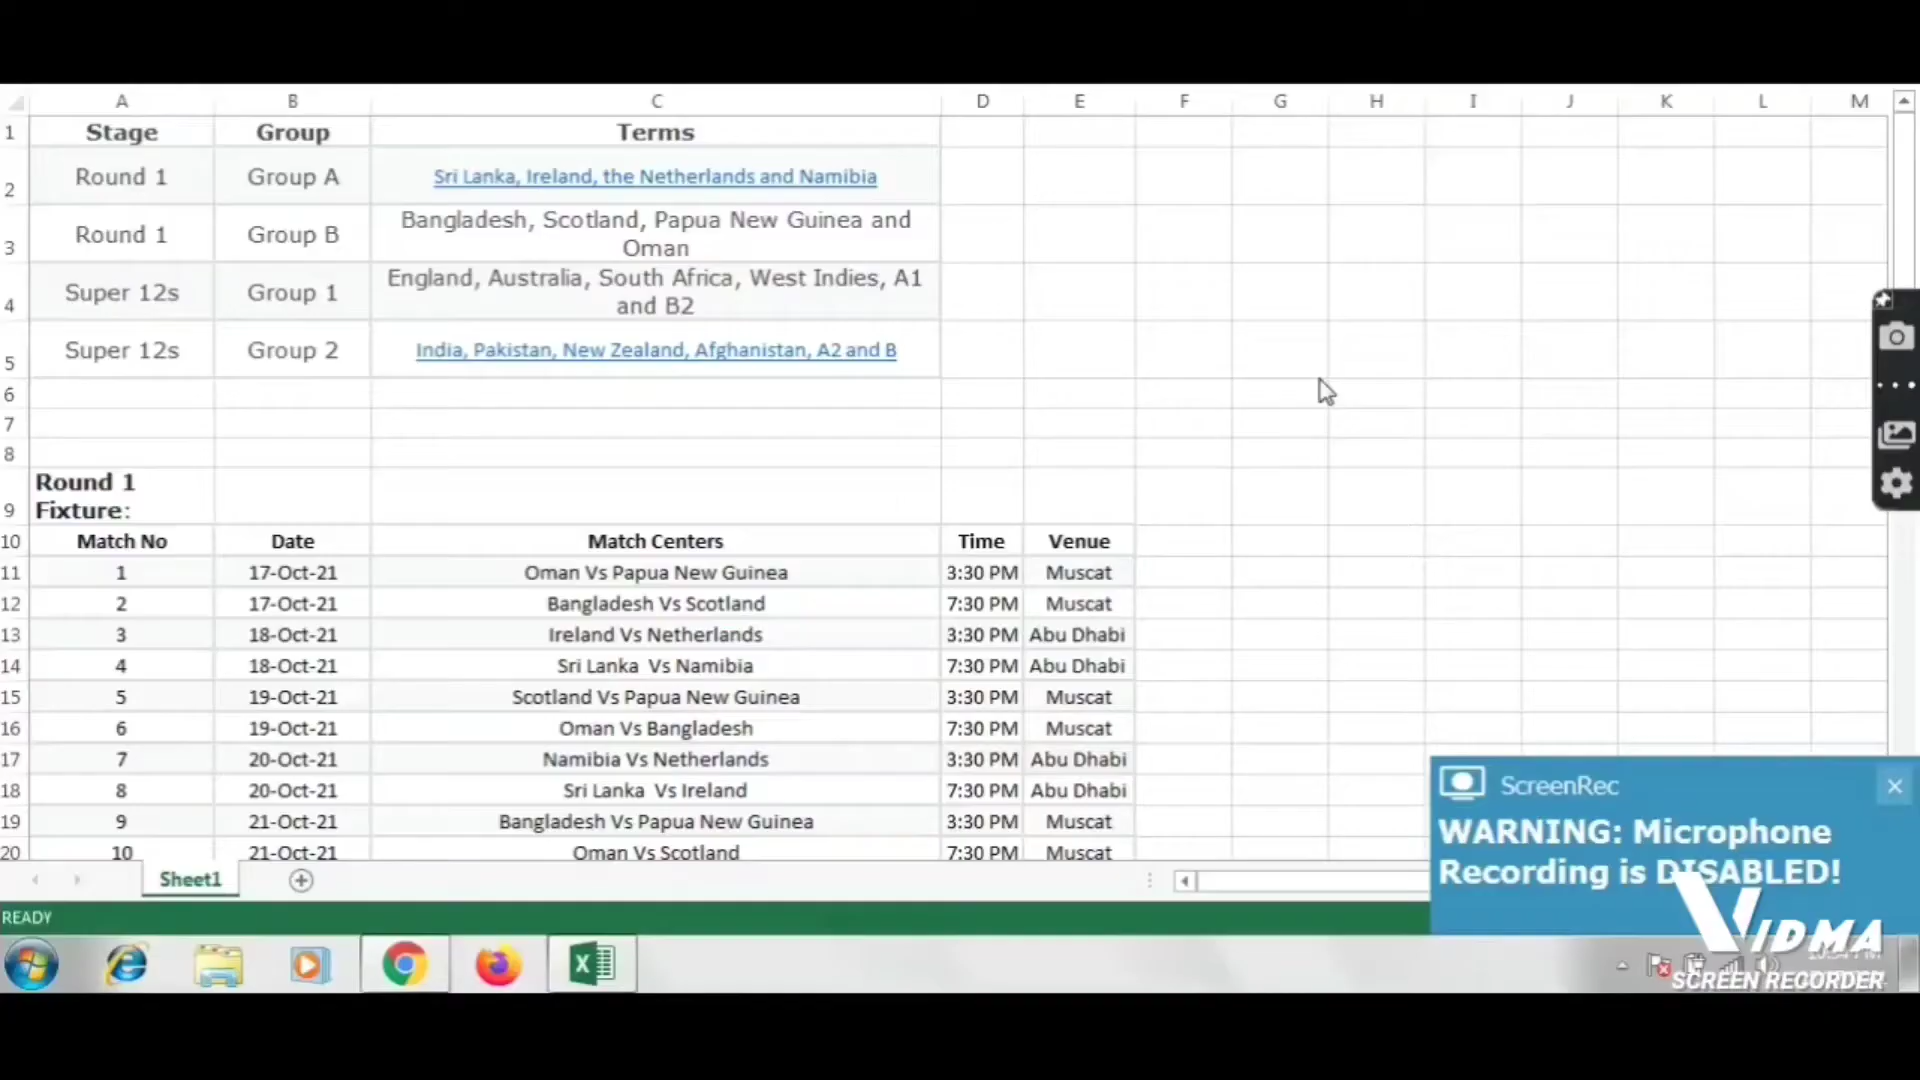 A B C D E F G H I J K L M
1 Stage Group Terms
2 Round 1 Group A Sri Lanka, Ireland, the Netherlands and Namibia
3 Round 1 Group B Bangladesh, Scotland, Papua New Guinea and
Oman
4 Super 12s Group 1 England, Australia, South Africa, West Indies, A1
and B2
5 Super 12s Group 2 India, Pakistan, New Zealand, Afghanistan, A2 and B
6
7
8
Round 1
9 Fixture:
10 Match No Date Match Centers Time Venue
11 1 17-Oct-21 Oman Vs Papua New Guinea 3:30 PM Muscat
12 2 17-Oct-21 Bangladesh Vs Scotland 7:30 PM Muscat
13 3 18-Oct-21 Ireland Vs Netherlands 3:30 PM Abu Dhabi
14 4 18-Oct-21 Sri Lanka  Vs Namibia 7:30 PM Abu Dhabi
15 5 19-Oct-21 Scotland Vs Papua New Guinea 3:30 PM Muscat
16 6 19-Oct-21 Oman Vs Bangladesh 7:30 PM Muscat
17 7 20-Oct-21 Namibia Vs Netherlands 3:30 PM Abu Dhabi
18 8 20-Oct-21 Sri Lanka  Vs Ireland 7:30 PM Abu Dhabi
19 9 21-Oct-21 Bangladesh Vs Papua New Guinea 3:30 PM Muscat
20 10 21-Oct-21 Oman Vs Scotland 7:30 PM Muscat
ScreenRec
WARNING: Microphone
Recording is DISABLED!
Sheet1
READY
VIDMA
SCREEN RECORDER